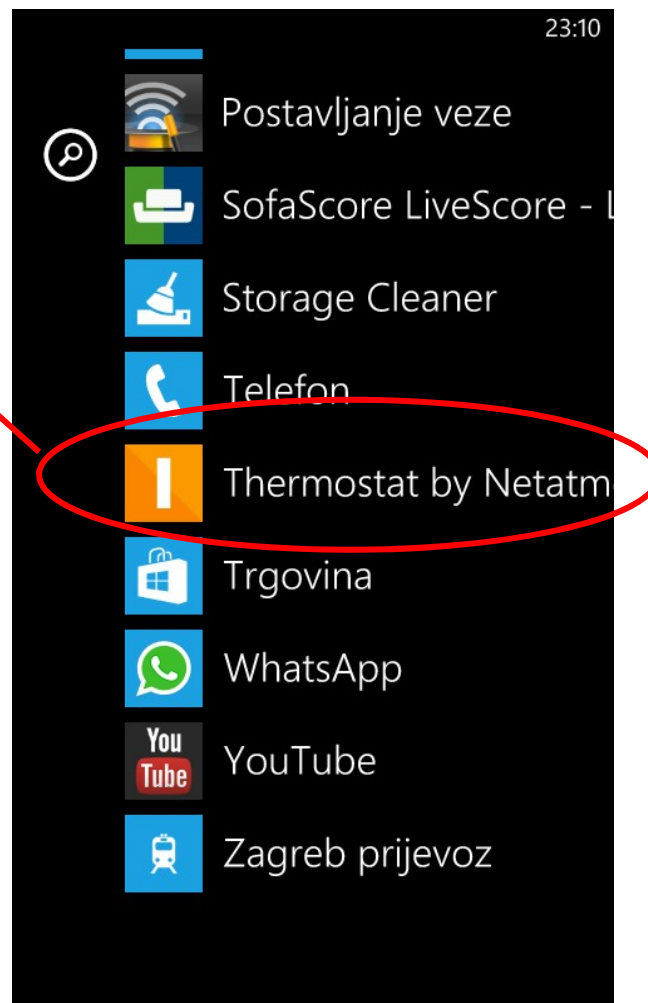 23:10
Postavljanje veze
SofaScore LiveScore - L
Storage Cleaner
Telefon
Thermostat by Netatm
Trgovina
WhatsApp
You
Tube
YouTube
Zagreb prijevoz